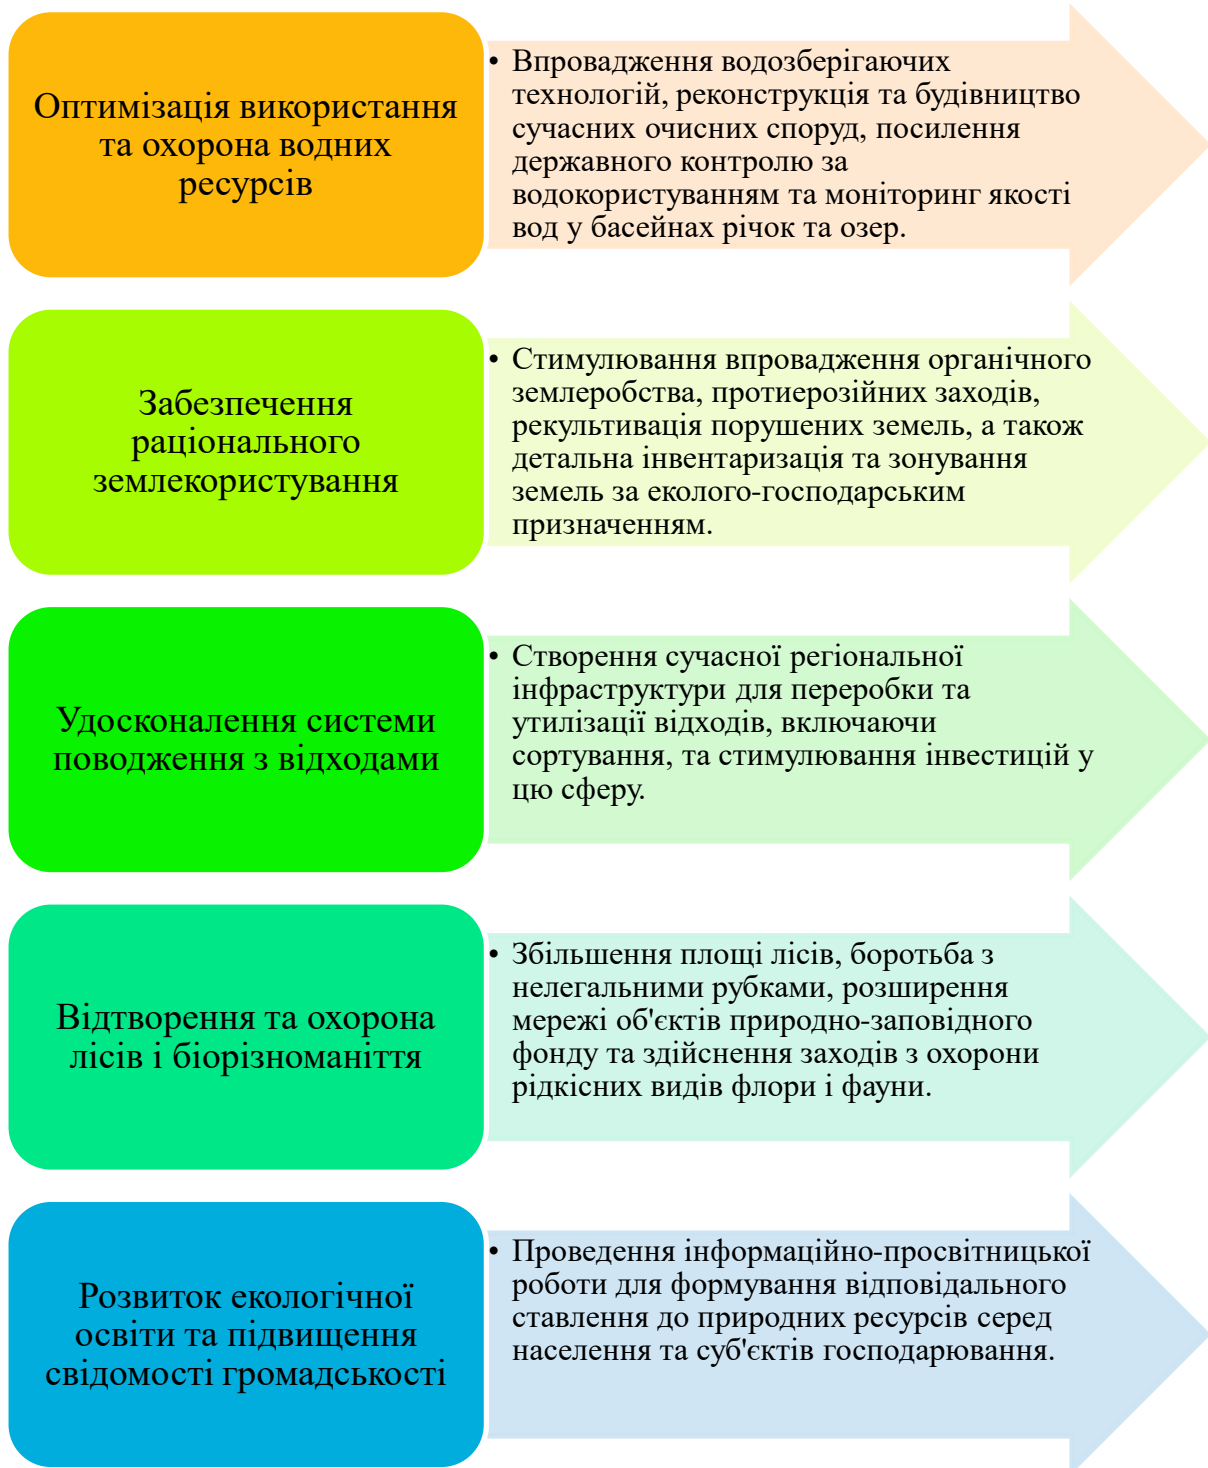 Оптимізація використання
та охорона водних
ресурсів
• Впровадження водозберігаючих
технологій, реконструкція та будівництво
сучасних очисних споруд, посилення
державного контролю за
водокористуванням та моніторинг якості
вод у басейнах річок та озер.
Забезпечення
раціонального
землекористування
• Стимулювання впровадження органічного
землеробства, протиерозійних заходів,
рекультивація порушених земель, а також
детальна інвентаризація та зонування
земель за еколого-господарським
призначенням.
Удосконалення системи
поводження з відходами
• Створення сучасної регіональної
інфраструктури для переробки та
утилізації відходів, включаючи
сортування, та стимулювання інвестицій у
цю сферу.
Відтворення та охорона
лісів і біорізноманіття
• Збільшення площі лісів, боротьба з
нелегальними рубками, розширення
мережі об'єктів природно-заповідного
фонду та здійснення заходів з охорони
рідкісних видів флори і фауни.
Розвиток екологічної
освіти та підвищення
свідомості громадськості
• Проведення інформаційно-просвітницької
роботи для формування відповідального
ставлення до природних ресурсів серед
населення та суб'єктів господарювання.